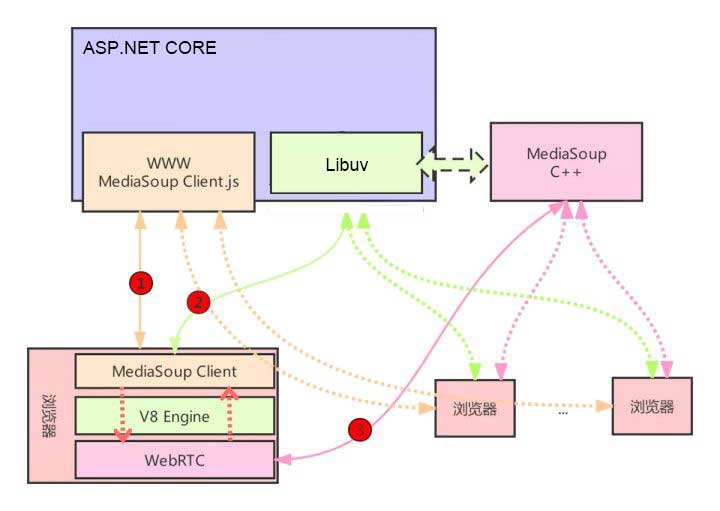 ASP.NET CORE
WWW
MediaSoup Client.js
Libuv
MediaSoup
C++
1
2
MediaSoup Client
浏览器
V8 Engine
WebRTC
3
浏览器
...
浏览器